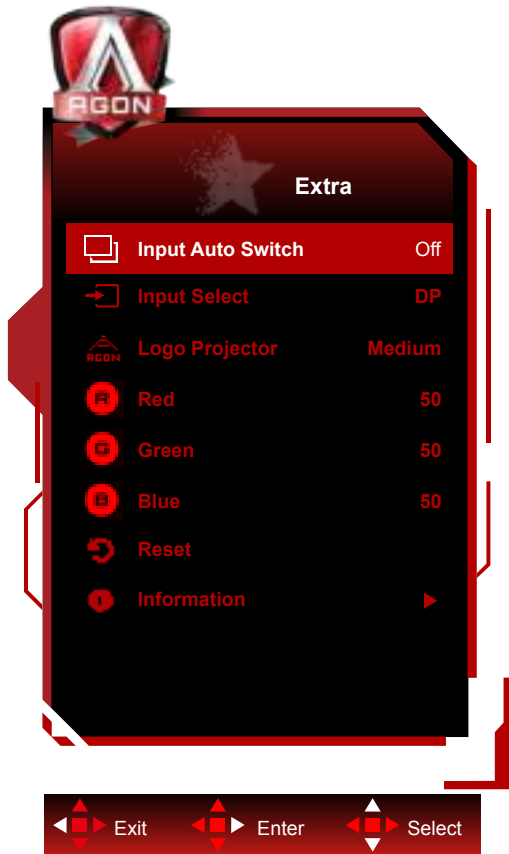 AGON
Extra
Input Auto Switch Off
Input Select DP
AGON Logo Projector Medium
R Red 50
G Green 50
B Blue 50
Reset
i Information
Exit Enter Select